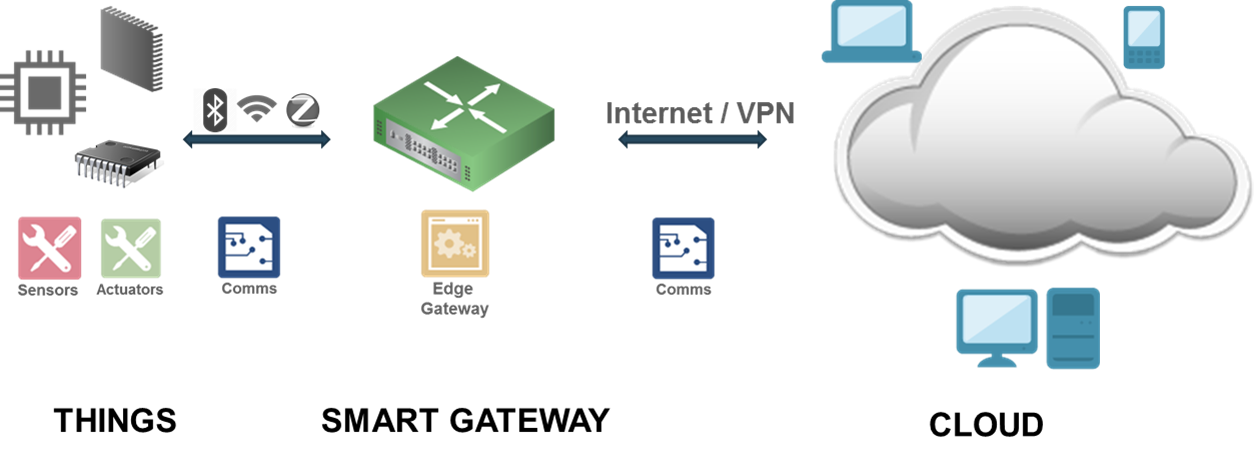 Internet / VPN
Sensors
Actuators
Comms
Edge
Gateway
Comms
THINGS
SMART GATEWAY
CLOUD